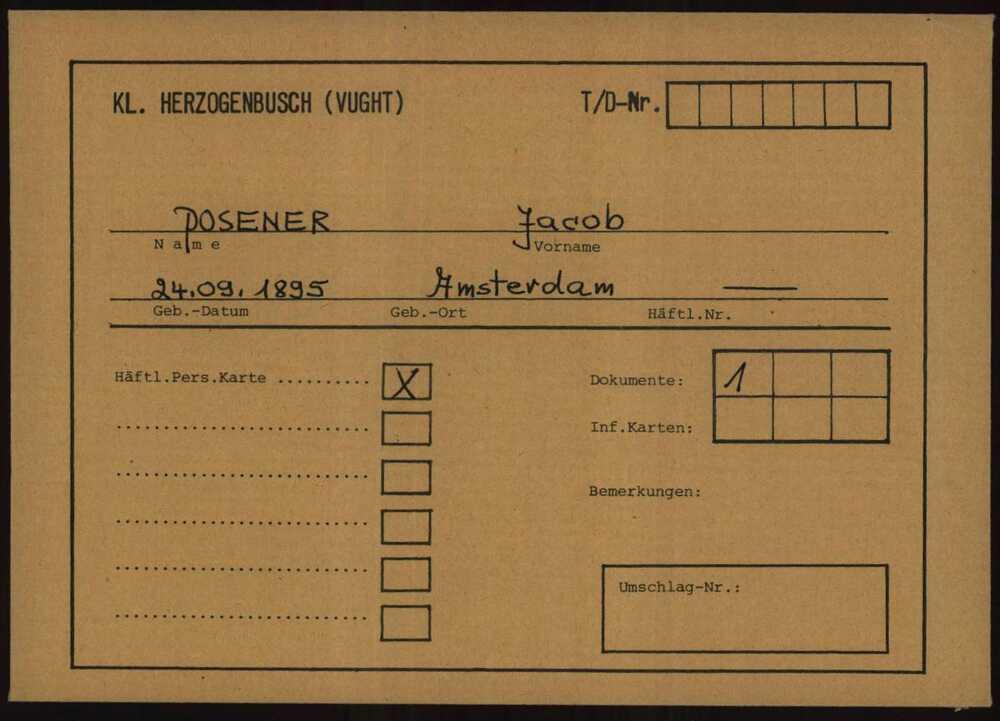 KL. HERZOGENBUSCH (VUGHT) T/D-Nr.
POSENER Jacob
Name Vorname
24.09.1895 Amsterdam —
Geb.-Datum Geb.-Ort Häftl.Nr.
Häftl.Pers.Karte .......... X Dokumente: 1
Inf.Karten:
Bemerkungen:
Umschlag-Nr.: